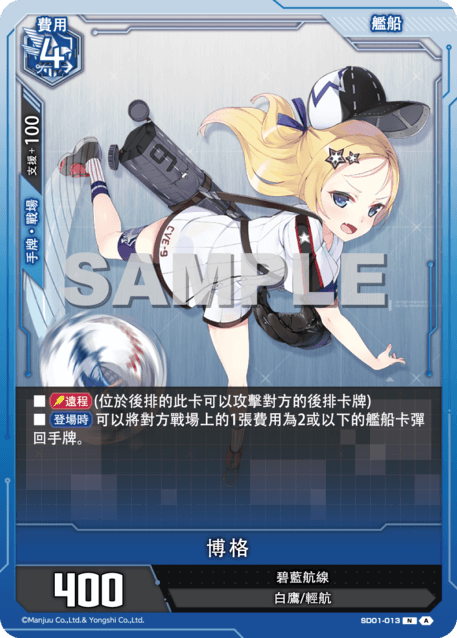 費用
4
艦船
支援+100
手牌・戰場
CVE-9
SAMPLE
遠程 (位於後排的此卡可以攻擊對方的後排卡牌)
登場時 可以將對方戰場上的1張費用為2或以下的艦船卡彈
回手牌。
博格
400
碧藍航線
白鷹/輕航
©Manjuu Co.,Ltd.& Yongshi Co.,Ltd.
SD01-013 N A